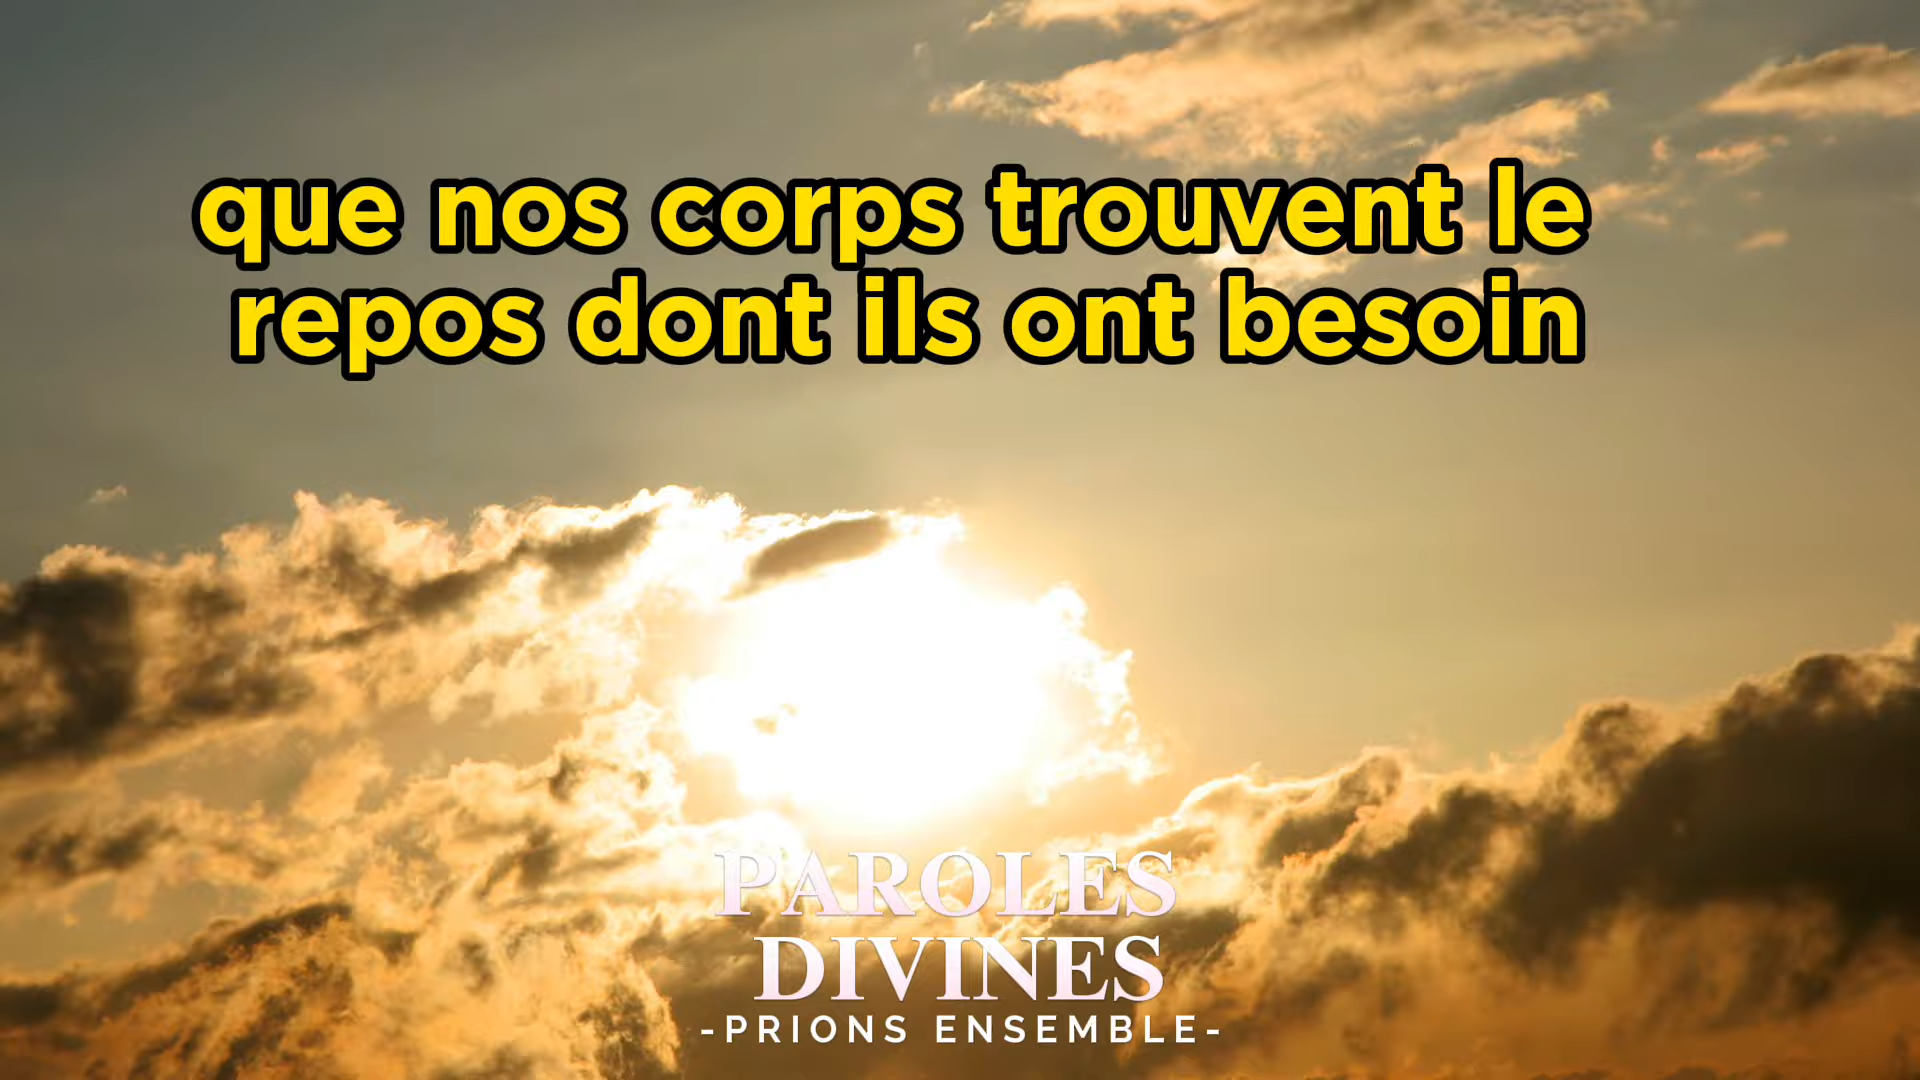 que nos corps trouvent le
repos dont ils ont besoin
PAROLES
DIVINES
-PRIONS ENSEMBLE-